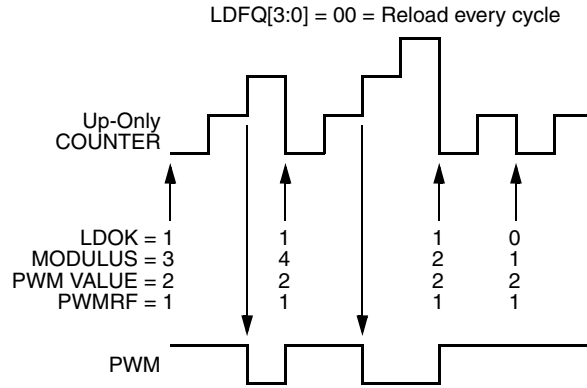 LDFQ[3:0] = 00 = Reload every cycle
Up-Only
COUNTER
LDOK = 1 1 1 0
MODULUS = 3 4 2 1
PWM VALUE = 2 2 2 2
PWMRF = 1 1 1 1
PWM